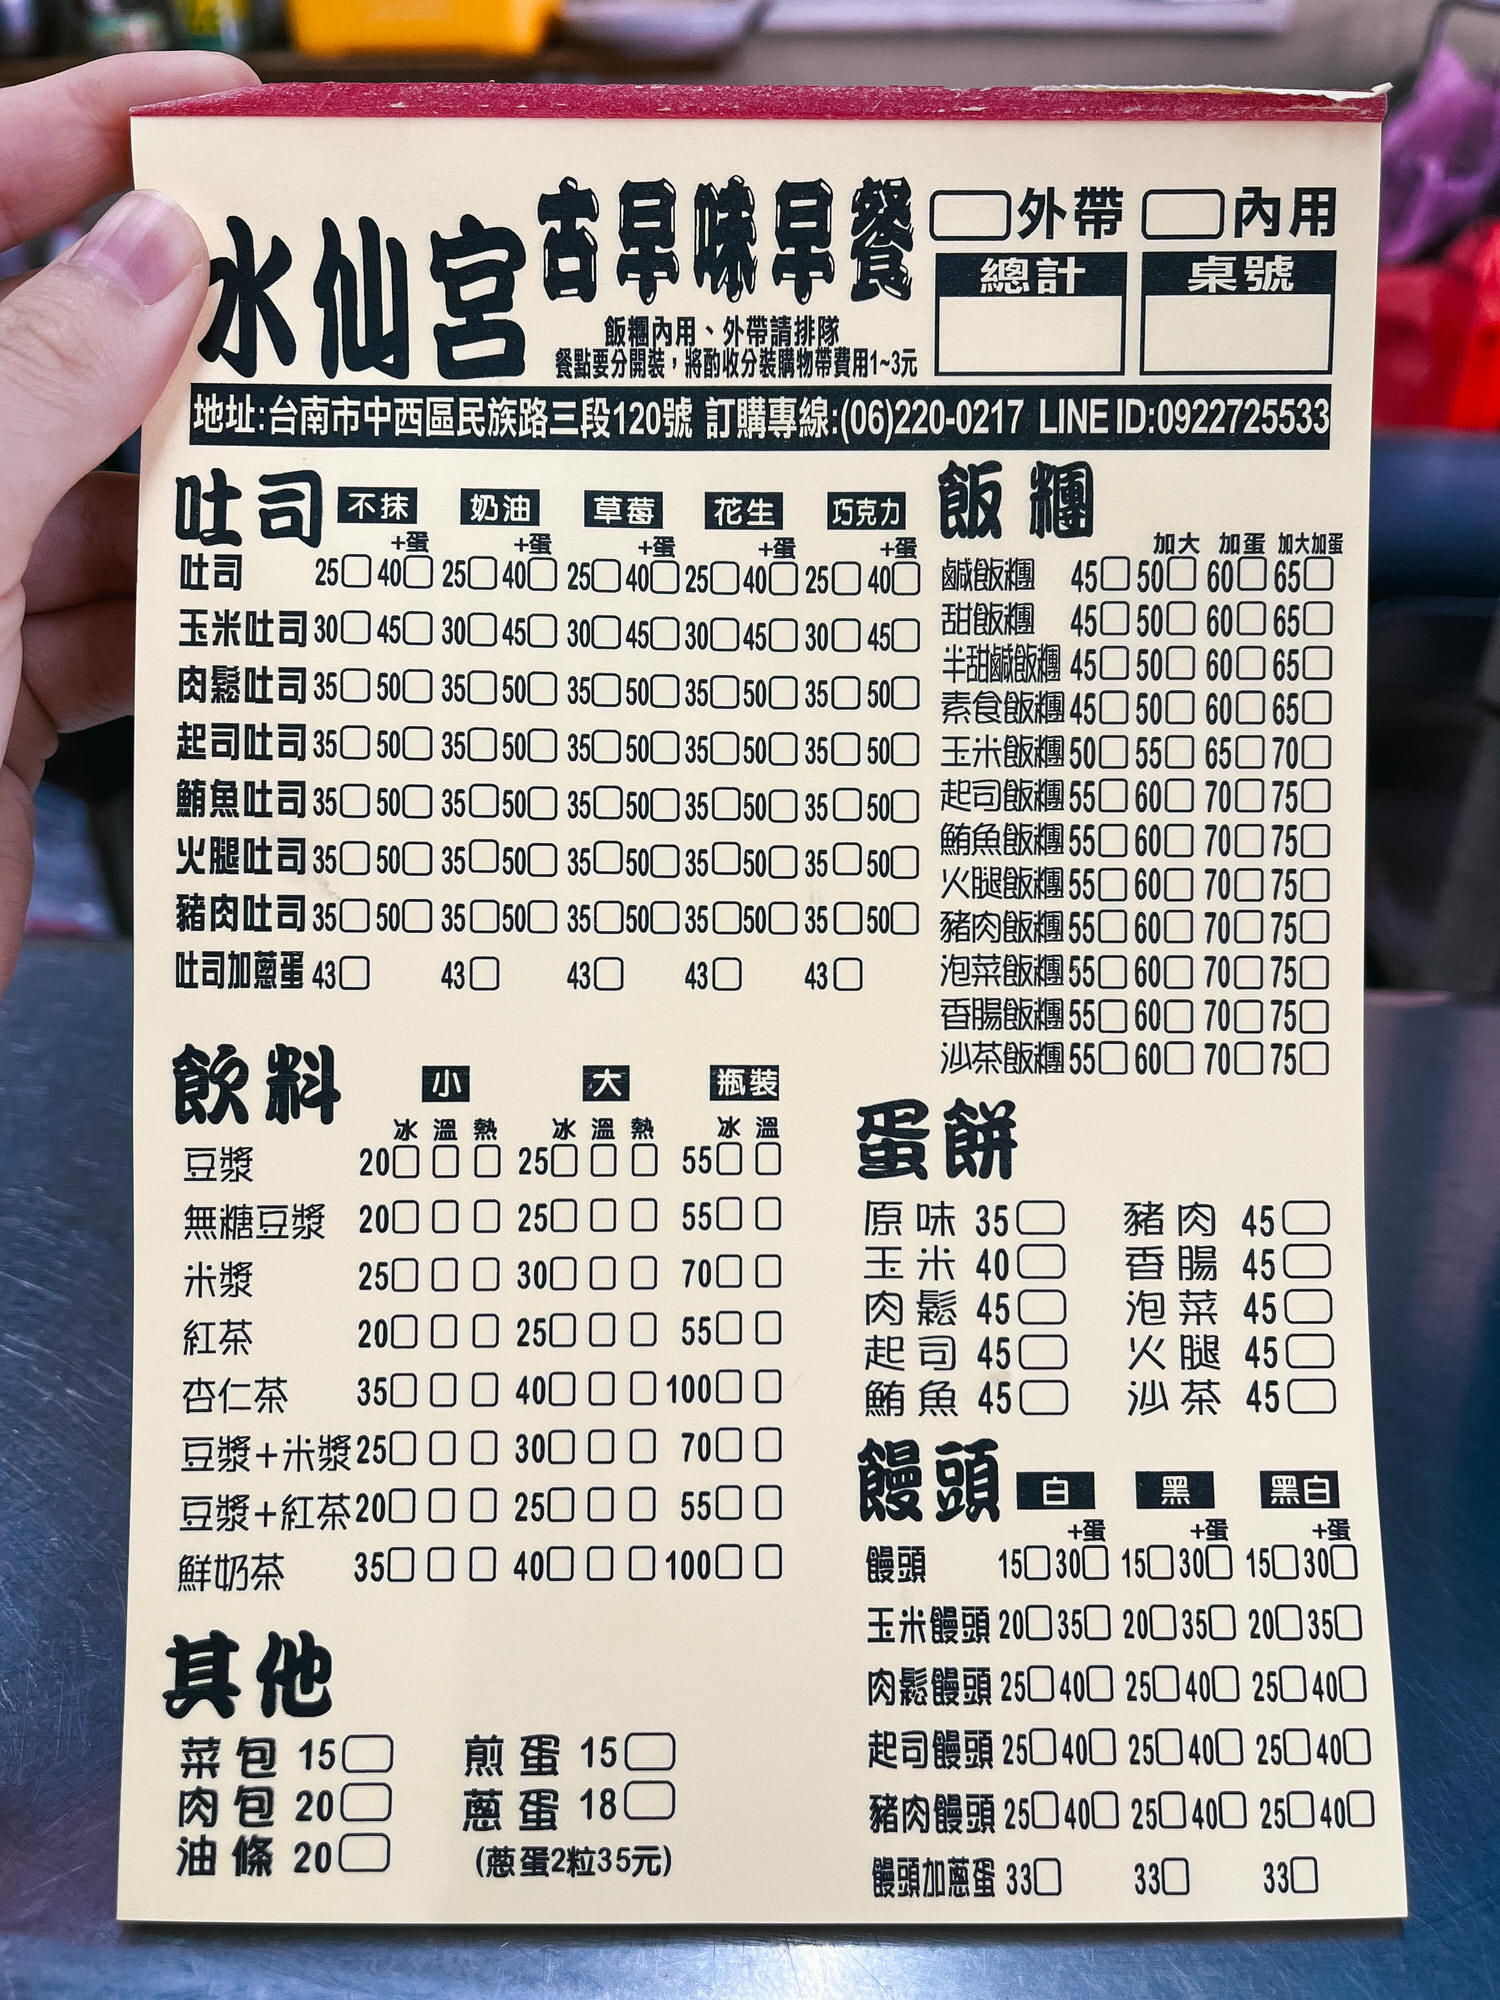 水仙宮 古早味早餐
外帶 內用
總計 桌號
飯糰內用、外帶請排隊
餐點要分開裝，將酌收分裝購物帶費用1~3元
地址:台南市中西區民族路三段120號 訂購專線:(06)220-0217 LINE ID:0922725533
吐司 不抹 奶油 草莓 花生 巧克力
+蛋 +蛋 +蛋 +蛋 +蛋
吐司 25 40 25 40 25 40 25 40 25 40
玉米吐司 30 45 30 45 30 45 30 45 30 45
肉鬆吐司 35 50 35 50 35 50 35 50 35 50
起司吐司 35 50 35 50 35 50 35 50 35 50
鮪魚吐司 35 50 35 50 35 50 35 50 35 50
火腿吐司 35 50 35 50 35 50 35 50 35 50
豬肉吐司 35 50 35 50 35 50 35 50 35 50
吐司加蔥蛋 43 43 43 43 43
飯糰
加大 加蛋 加大加蛋
鹹飯糰 45 50 60 65
甜飯糰 45 50 60 65
半甜鹹飯糰 45 50 60 65
素食飯糰 45 50 60 65
玉米飯糰 50 55 65 70
起司飯糰 55 60 70 75
鮪魚飯糰 55 60 70 75
火腿飯糰 55 60 70 75
豬肉飯糰 55 60 70 75
泡菜飯糰 55 60 70 75
香腸飯糰 55 60 70 75
沙茶飯糰 55 60 70 75
飲料 小 大 瓶裝
冰 溫 熱 冰 溫 熱 冰 溫
豆漿 20 25 55
無糖豆漿 20 25 55
米漿 25 30 70
紅茶 20 25 55
杏仁茶 35 40 100
豆漿+米漿 25 30 70
豆漿+紅茶 20 25 55
鮮奶茶 35 40 100
蛋餅
原味 35 豬肉 45
玉米 40 香腸 45
肉鬆 45 泡菜 45
起司 45 火腿 45
鮪魚 45 沙茶 45
饅頭 白 黑 黑白
+蛋 +蛋 +蛋
饅頭 15 30 15 30 15 30
玉米饅頭 20 35 20 35 20 35
肉鬆饅頭 25 40 25 40 25 40
起司饅頭 25 40 25 40 25 40
豬肉饅頭 25 40 25 40 25 40
饅頭加蔥蛋 33 33 33
其他
菜包 15 煎蛋 15
肉包 20 蔥蛋 18
油條 20 (蔥蛋2粒35元)